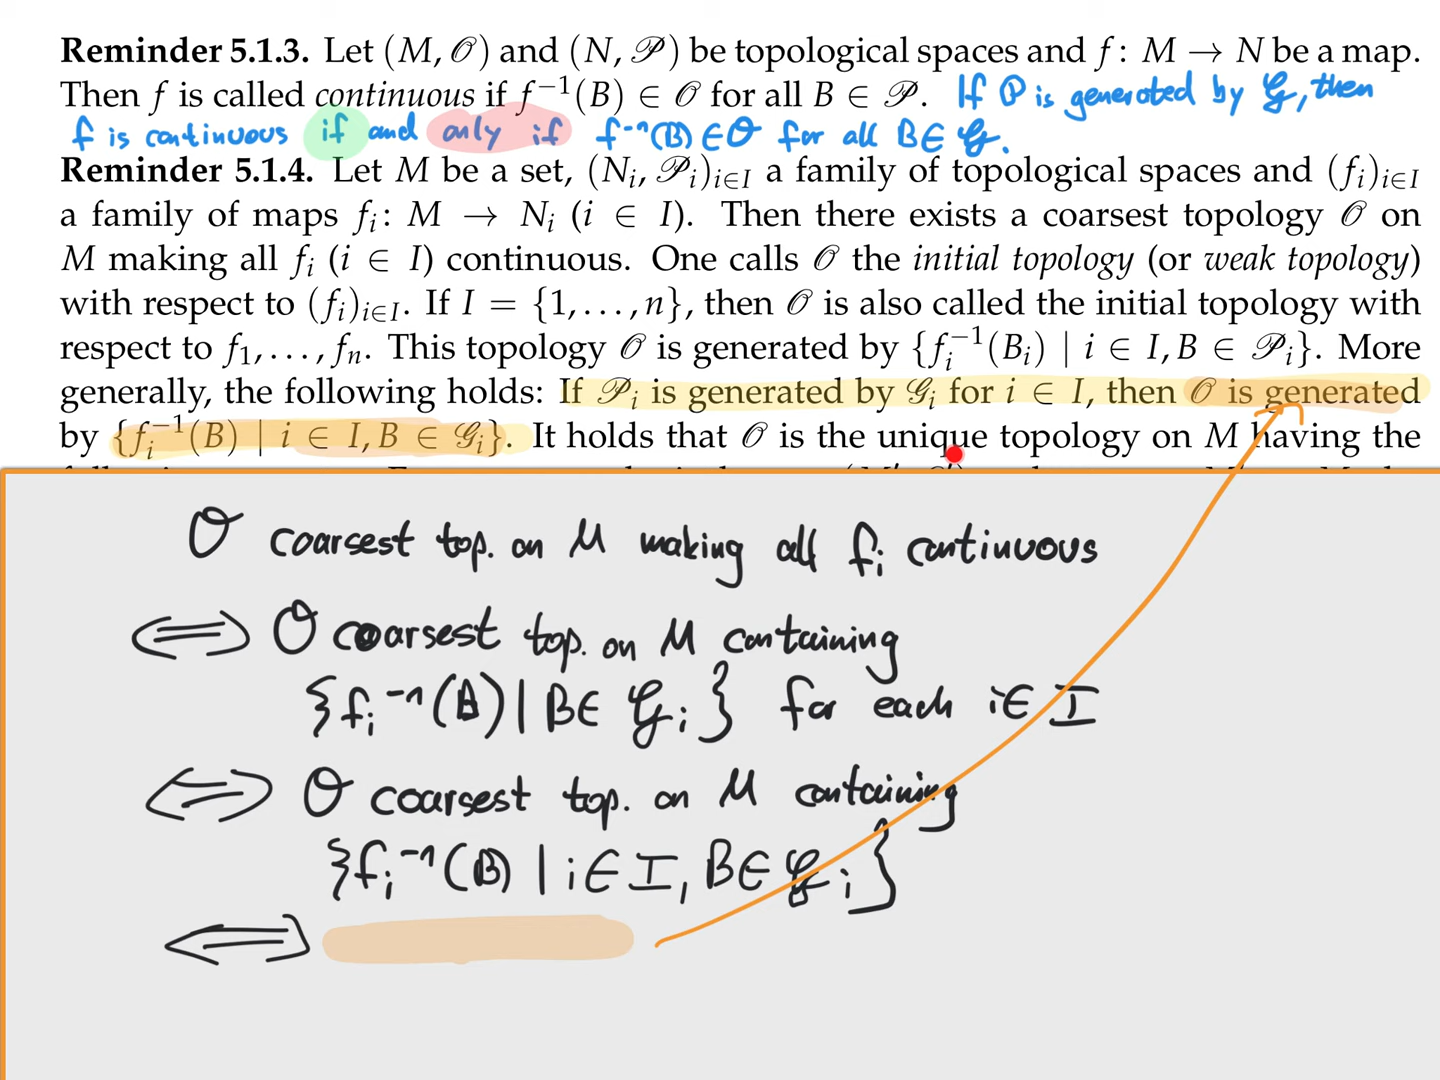 Reminder 5.1.3. Let (M, 𝒪) and (N, 𝒫) be topological spaces and f : M → N be a map.
Then f is called continuous if f⁻¹(B) ∈ 𝒪 for all B ∈ 𝒫. If 𝒫 is generated by 𝒢, then
f is continuous if and only if f⁻¹(B) ∈ 𝒪 for all B ∈ 𝒢.
Reminder 5.1.4. Let M be a set, (Nᵢ, 𝒫ᵢ)ᵢ∈I a family of topological spaces and (fᵢ)ᵢ∈I
a family of maps fᵢ : M → Nᵢ (i ∈ I). Then there exists a coarsest topology 𝒪 on
M making all fᵢ (i ∈ I) continuous. One calls 𝒪 the initial topology (or weak topology)
with respect to (fᵢ)ᵢ∈I. If I = {1, . . . , n}, then 𝒪 is also called the initial topology with
respect to f₁, . . . , fₙ. This topology 𝒪 is generated by {fᵢ⁻¹(Bᵢ) | i ∈ I, B ∈ 𝒫ᵢ}. More
generally, the following holds: If 𝒫ᵢ is generated by 𝒢ᵢ for i ∈ I, then 𝒪 is generated
by {fᵢ⁻¹(B) | i ∈ I, B ∈ 𝒢ᵢ}. It holds that 𝒪 is the unique topology on M having the
𝒪 coarsest top. on M making all fᵢ continuous
⟺ 𝒪 coarsest top. on M containing
{fᵢ⁻¹(B) | B ∈ 𝒢ᵢ} for each i ∈ I
⟺ 𝒪 coarsest top. on M containing
{fᵢ⁻¹(B) | i ∈ I, B ∈ 𝒢ᵢ}
⟺